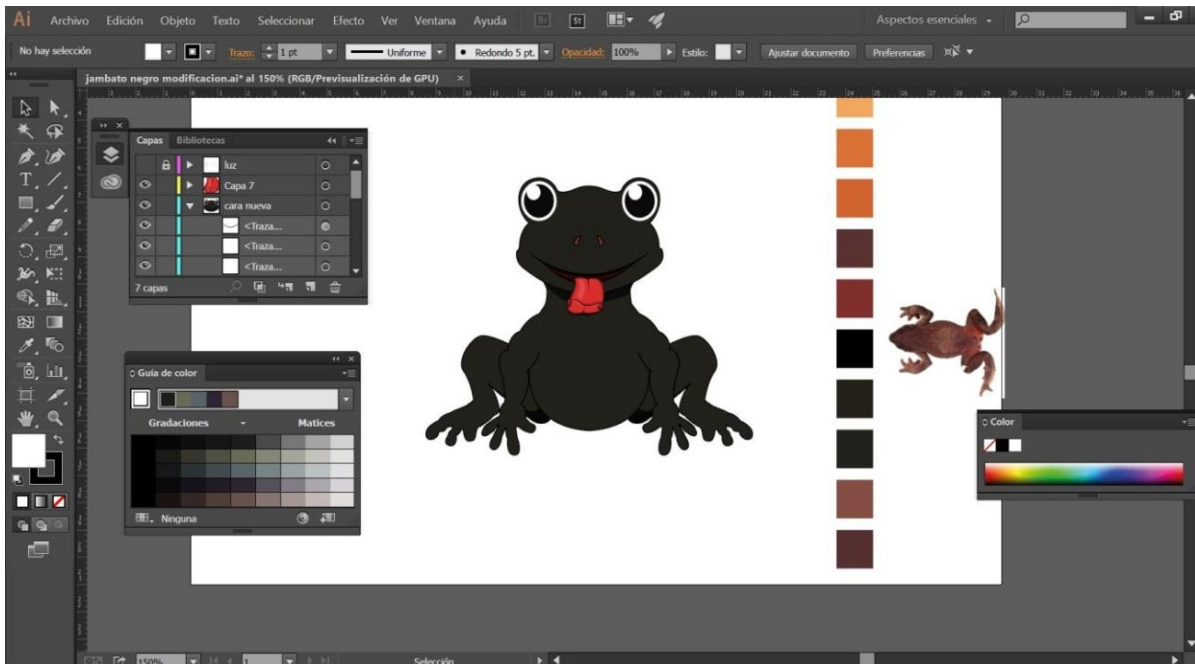 Ai Archivo Edición Objeto Texto Seleccionar Efecto Ver Ventana Ayuda Br St Aspectos esenciales
No hay selección Trazo: 1 pt Uniforme Redondo 5 pt. Opacidad: 100% Estilo: Ajustar documento Preferencias
jambato negro modificacion.ai* al 150% (RGB/Previsualización de GPU) ×
Capas Bibliotecas
luz
Capa 7
cara nueva
<Traza...
<Traza...
<Traza...
7 capas
Guía de color
Gradaciones Matices
Ninguna
Color
150% 1 Selección